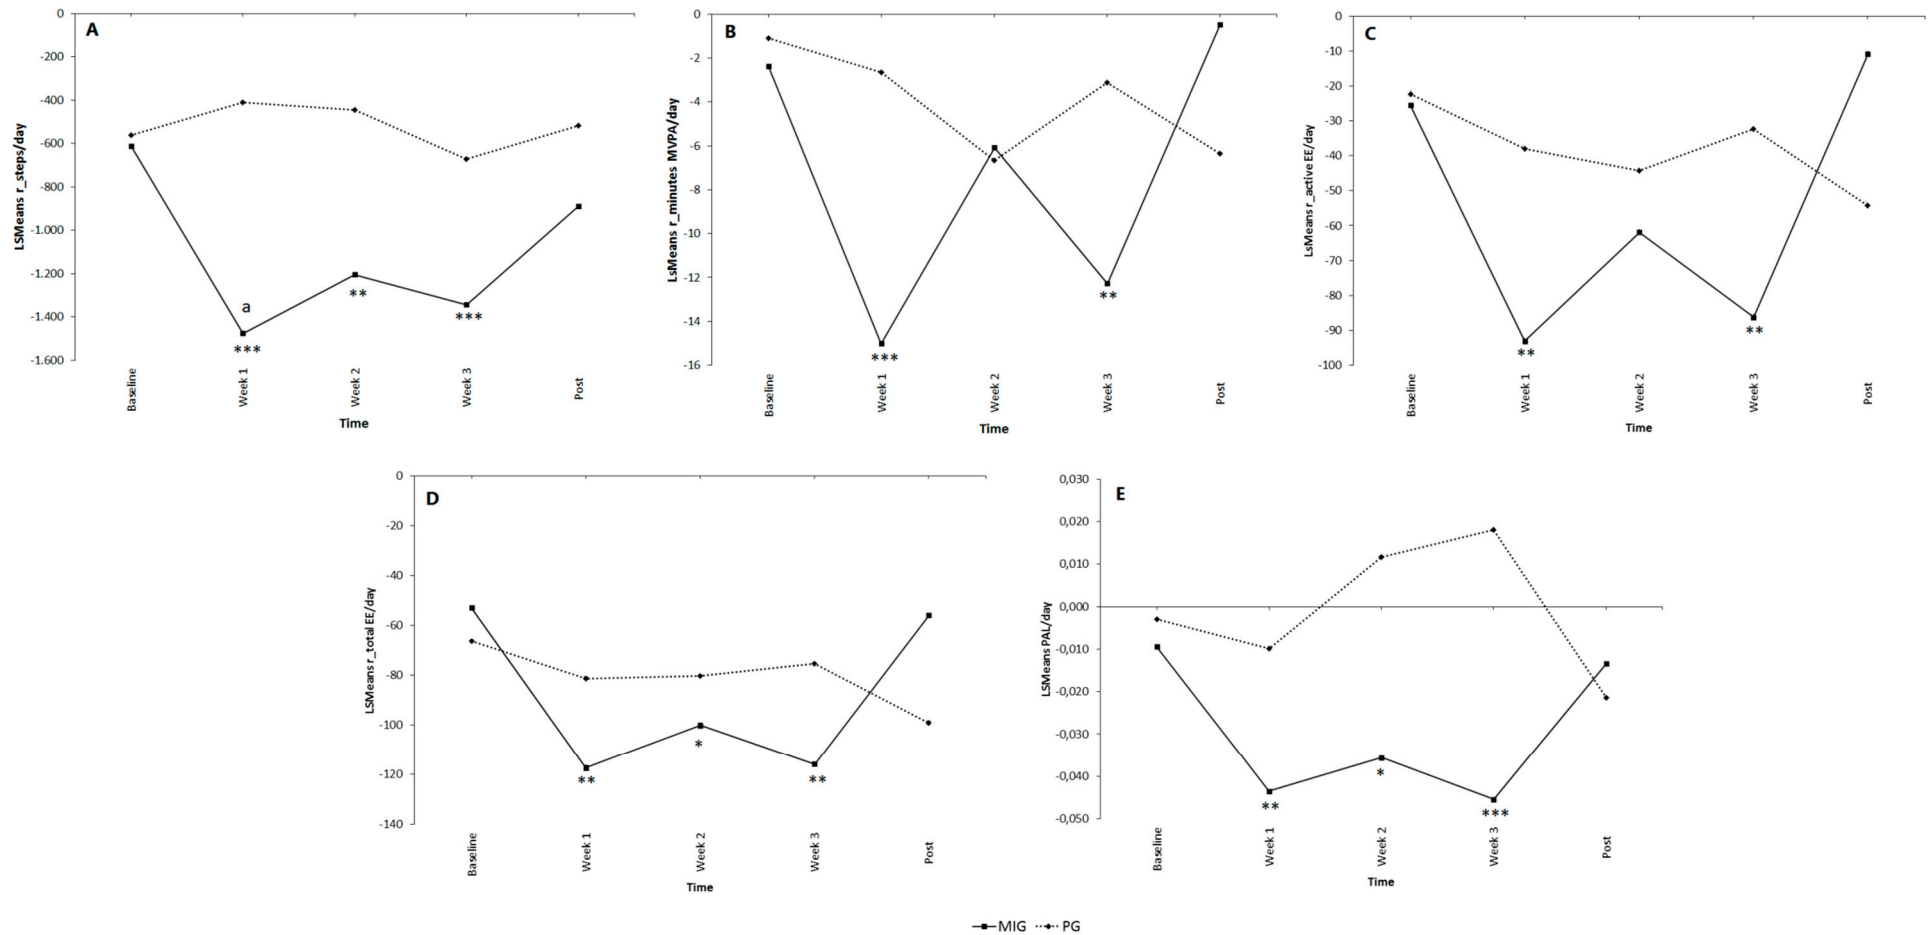 A
LSMeans r_steps/day
0
-200
-400
-600
-800
-1.000
-1.200
-1.400
-1.600
a
***
**
***
Baseline
Week 1
Week 2
Week 3
Post
Time
B
LsMeans r_minutes MVPA/day
0
-2
-4
-6
-8
-10
-12
-14
-16
***
**
Baseline
Week 1
Week 2
Week 3
Post
Time
C
LsMeans r_active EE/day
0
-10
-20
-30
-40
-50
-60
-70
-80
-90
-100
**
**
Baseline
Week 1
Week 2
Week 3
Post
Time
D
LSMeans r_total EE/day
0
-20
-40
-60
-80
-100
-120
-140
**
*
**
Baseline
Week 1
Week 2
Week 3
Post
Time
E
LSMeans PAL/day
0,030
0,020
0,010
0,000
-0,010
-0,020
-0,030
-0,040
-0,050
**
*
***
Baseline
Week 1
Week 2
Week 3
Post
Time
MIG PG